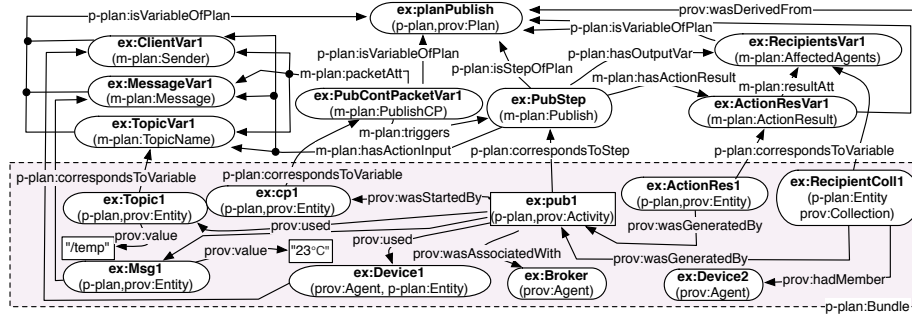 p-plan:isVariableOfPlan
ex:planPublish
(p-plan,prov:Plan)
prov:wasDerivedFrom
p-plan:isVariableOfPlan
ex:ClientVar1
(m-plan:Sender)
p-plan:isVariableOfPlan
p-plan:hasOutputVar
ex:RecipientsVar1
(m-plan:AffectedAgents)
p-plan:isStepOfPlan
m-plan:packetAtt
m-plan:hasActionResult
m-plan:resultAtt
ex:MessageVar1
(m-plan:Message)
ex:PubContPacketVar1
(m-plan:PublishCP)
ex:PubStep
(m-plan:Publish)
ex:ActionResVar1
(m-plan:ActionResult)
ex:TopicVar1
(m-plan:TopicName)
m-plan:triggers
m-plan:hasActionInput
p-plan:correspondsToStep
p-plan:correspondsToVariable
p-plan:correspondsToVariable
p-plan:correspondsToVariable
ex:Topic1
(p-plan,prov:Entity)
ex:cp1
(p-plan,prov:Entity)
prov:wasStartedBy
ex:pub1
(p-plan,prov:Activity)
ex:ActionRes1
(p-plan,prov:Entity)
ex:RecipientColl1
(p-plan:Entity
prov:Collection)
prov:used
prov:value
prov:wasGeneratedBy
"/temp"
prov:value
"23°C"
prov:used
prov:wasAssociatedWith
prov:wasGeneratedBy
ex:Msg1
(p-plan,prov:Entity)
ex:Device1
(prov:Agent, p-plan:Entity)
ex:Broker
(prov:Agent)
ex:Device2
(prov:Agent)
prov:hadMember
p-plan:Bundle